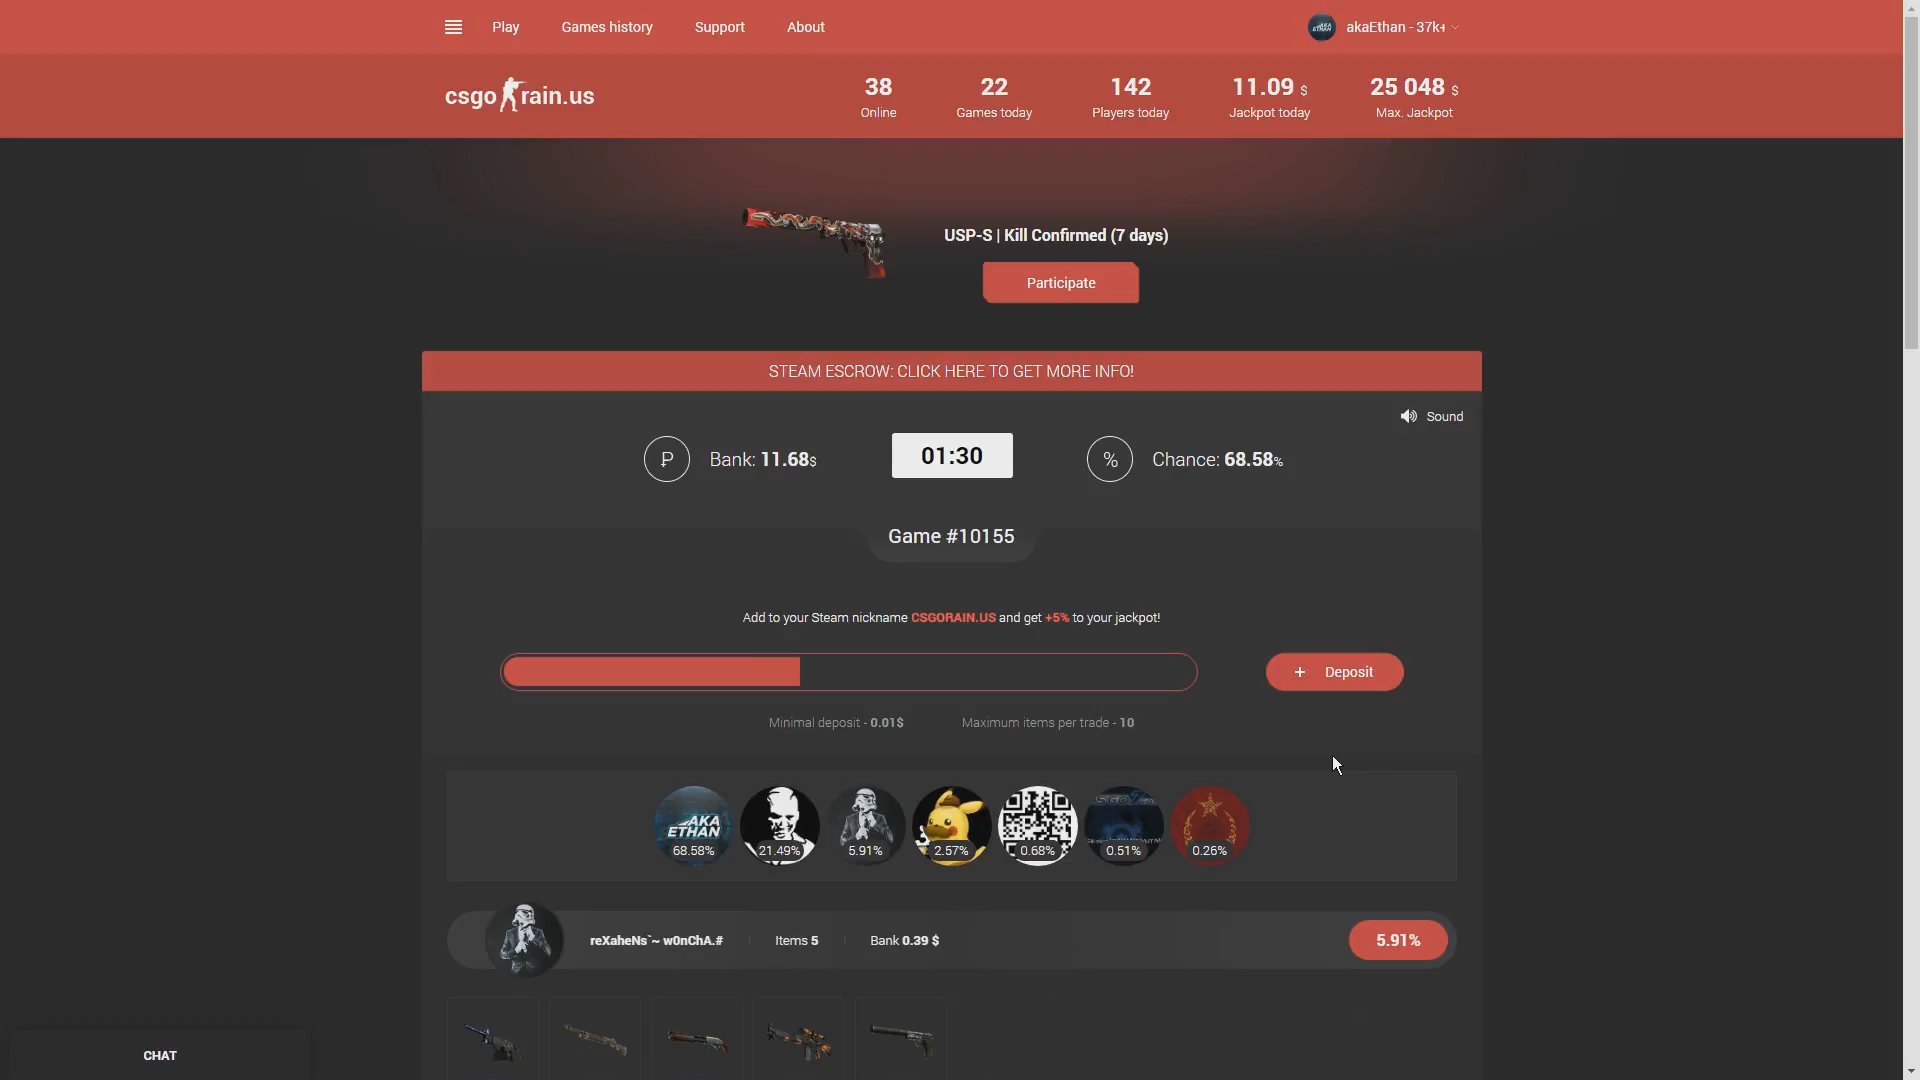 Play Games history Support About akaEthan - 37k+
csgo rain.us
38 22 142 11.09 $ 25 048 $
Online Games today Players today Jackpot today Max. Jackpot
USP-S | Kill Confirmed (7 days)
Participate
STEAM ESCROW: CLICK HERE TO GET MORE INFO!
Sound
Bank: 11.68$ 01:30 % Chance: 68.58%
Game #10155
Add to your Steam nickname CSGORAIN.US and get +5% to your jackpot!
+ Deposit
Minimal deposit - 0.01$ Maximum items per trade - 10
AKA
ETHAN
68.58% 21.49% 5.91% 2.57% 0.68% 0.51% 0.26%
reXaheNs`~ w0nChA.# Items 5 Bank 0.39 $ 5.91%
CHAT